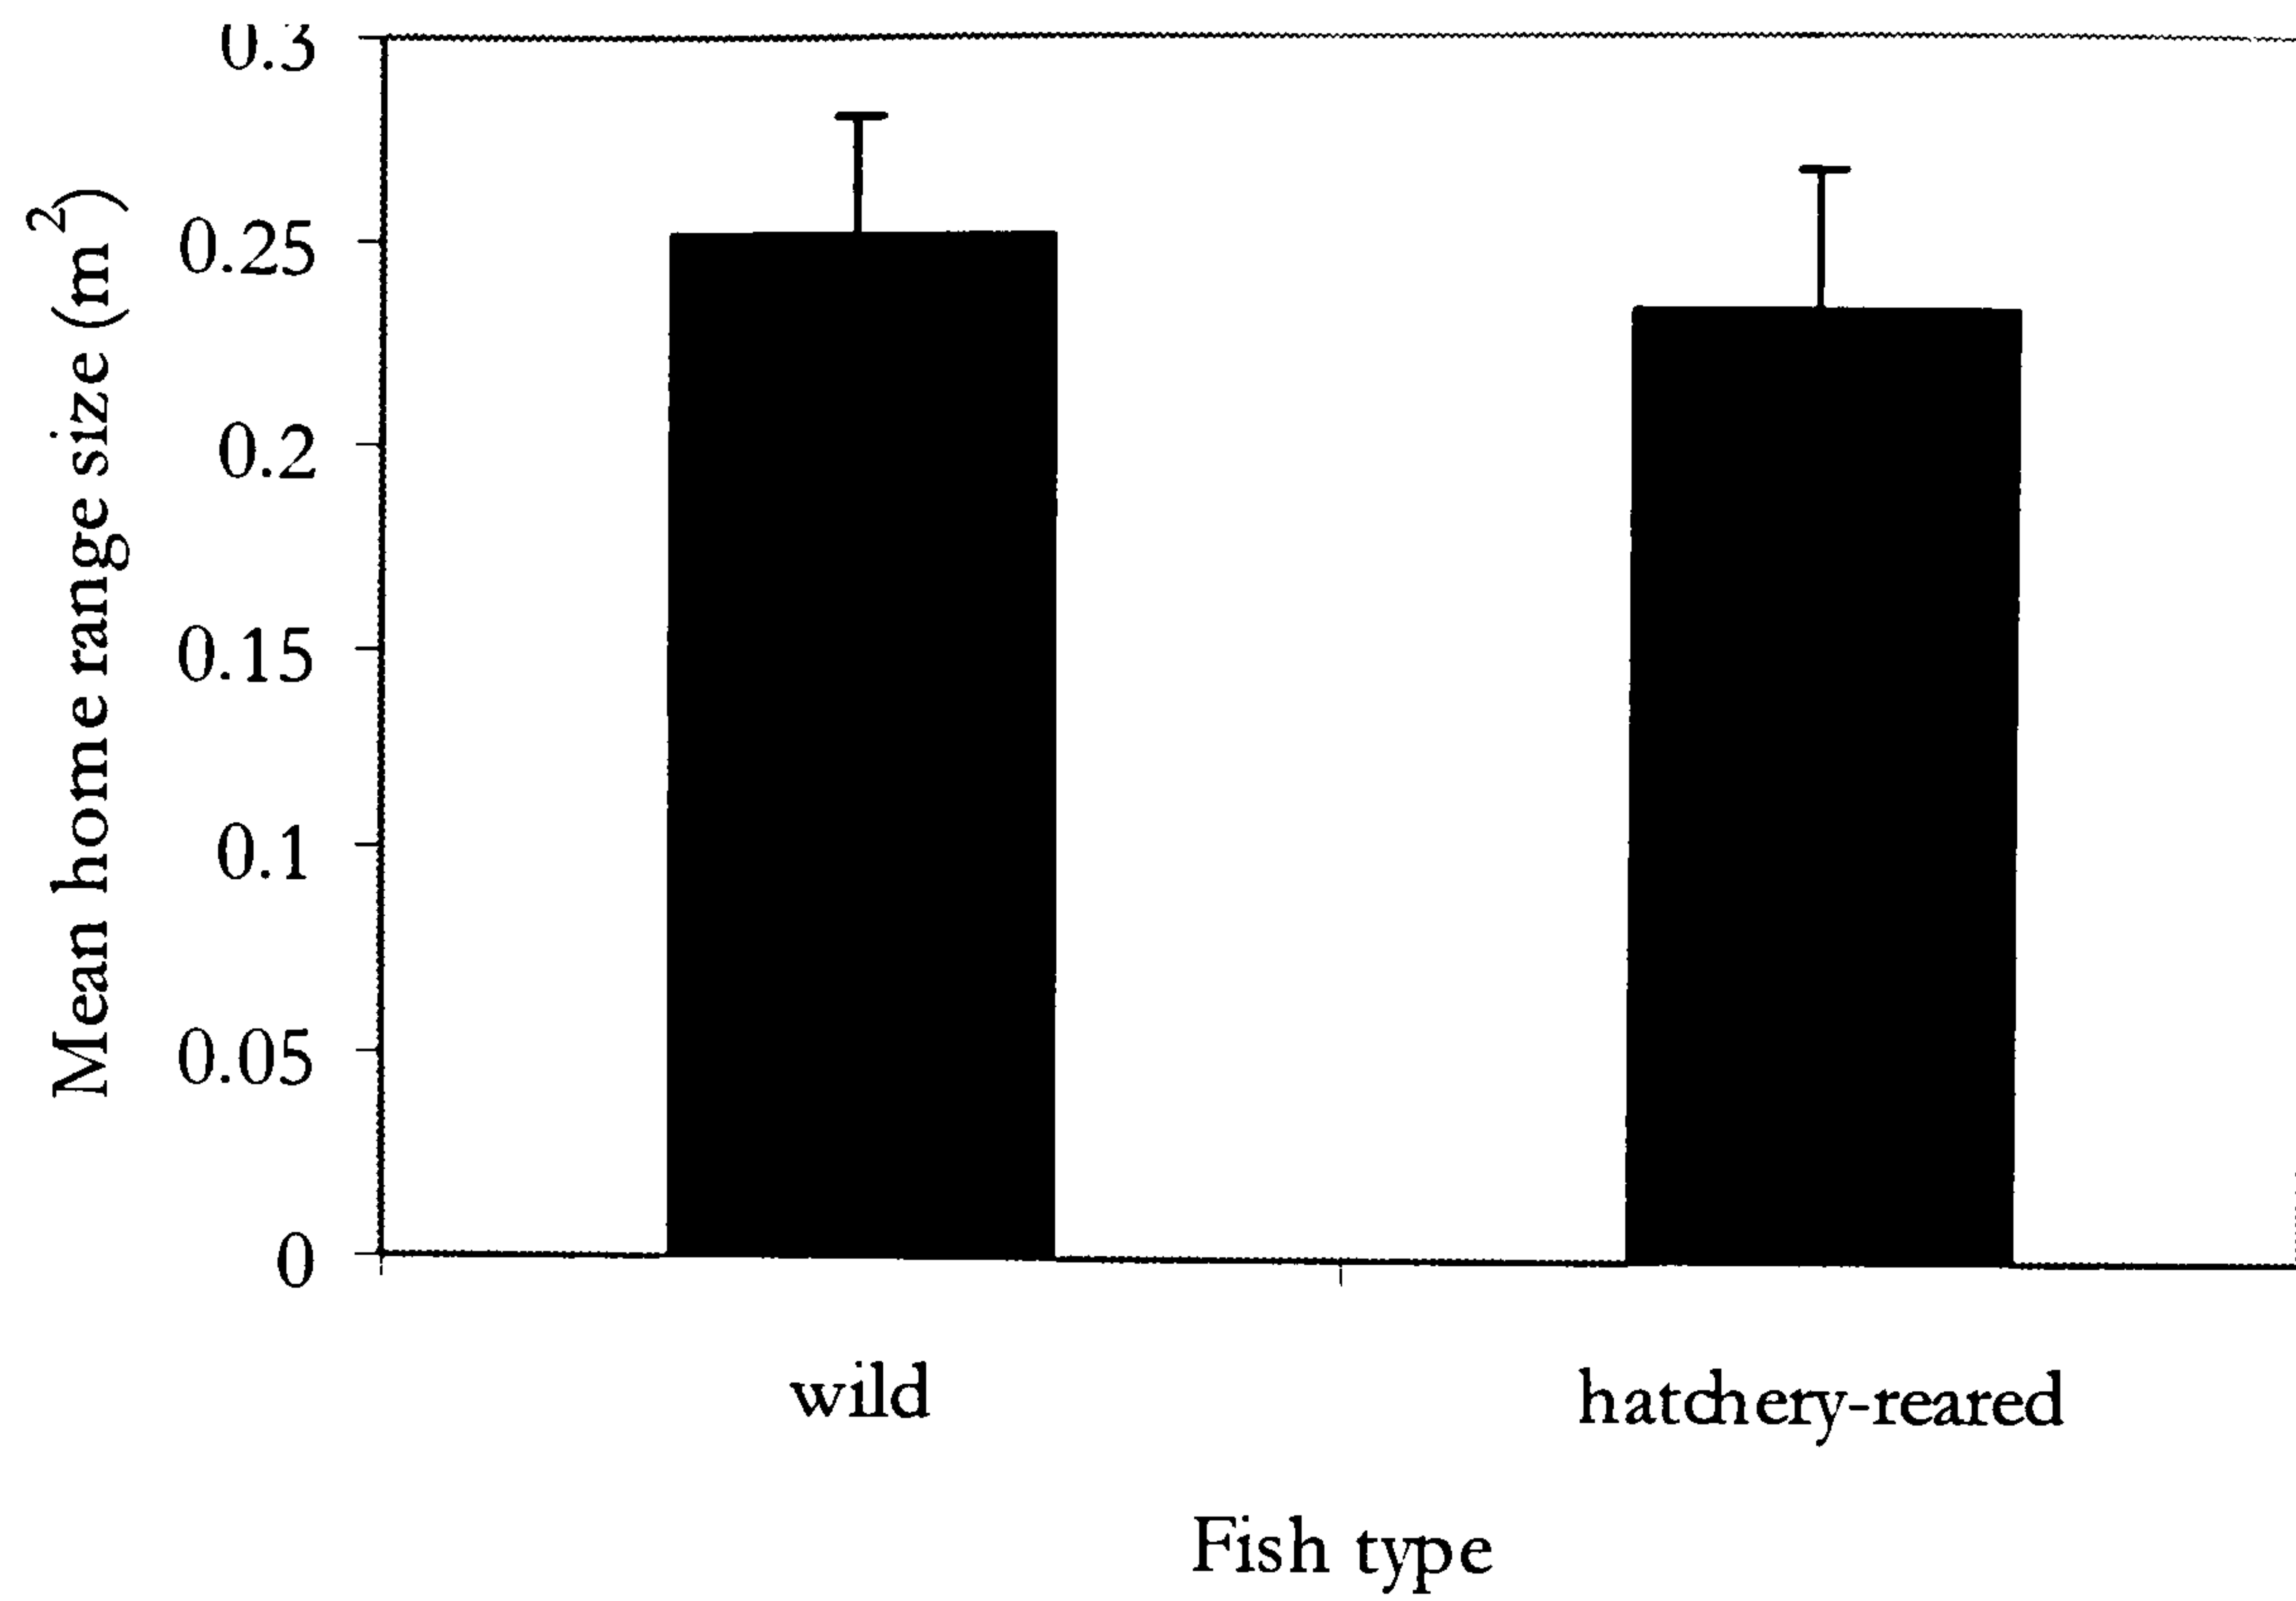 0.3
0.25
0.2
0.15
0.1
0.05
0
Mean home range size (m²)
wild
hatchery-reared
Fish type